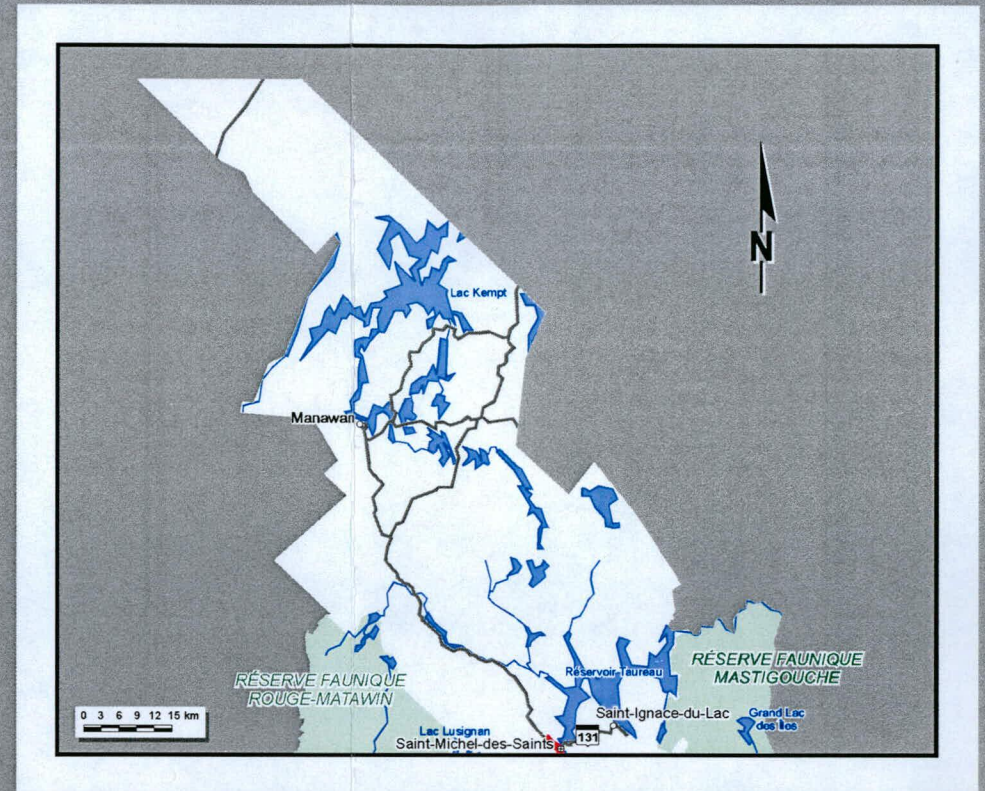 N
Lac Kempt
Manawan
RÉSERVE FAUNIQUE
MASTIGOUCHE
Réservoir Taureau
RÉSERVE FAUNIQUE
ROUGE-MATAWIN
0 3 6 9 12 15 km
Saint-Ignace-du-Lac
Grand Lac
des Îles
Lac Lusignan
131
Saint-Michel-des-Saints